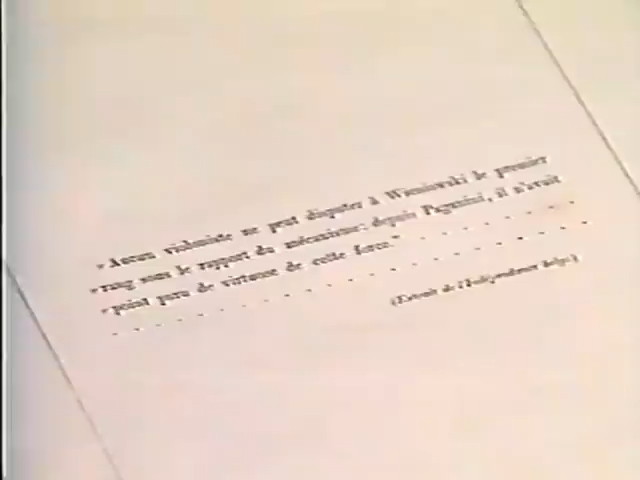 „Aucun violoniste ne peut disputer à Wieniawski le premier
„rang sous le rapport du mécanisme; depuis Paganini, il n'avait
„point paru de virtuose de cette force.“ . . . . . . . . . .
. . . . . . . . . . . . . . . . . . . . . .
(Extrait de l'Indépendance belge.)